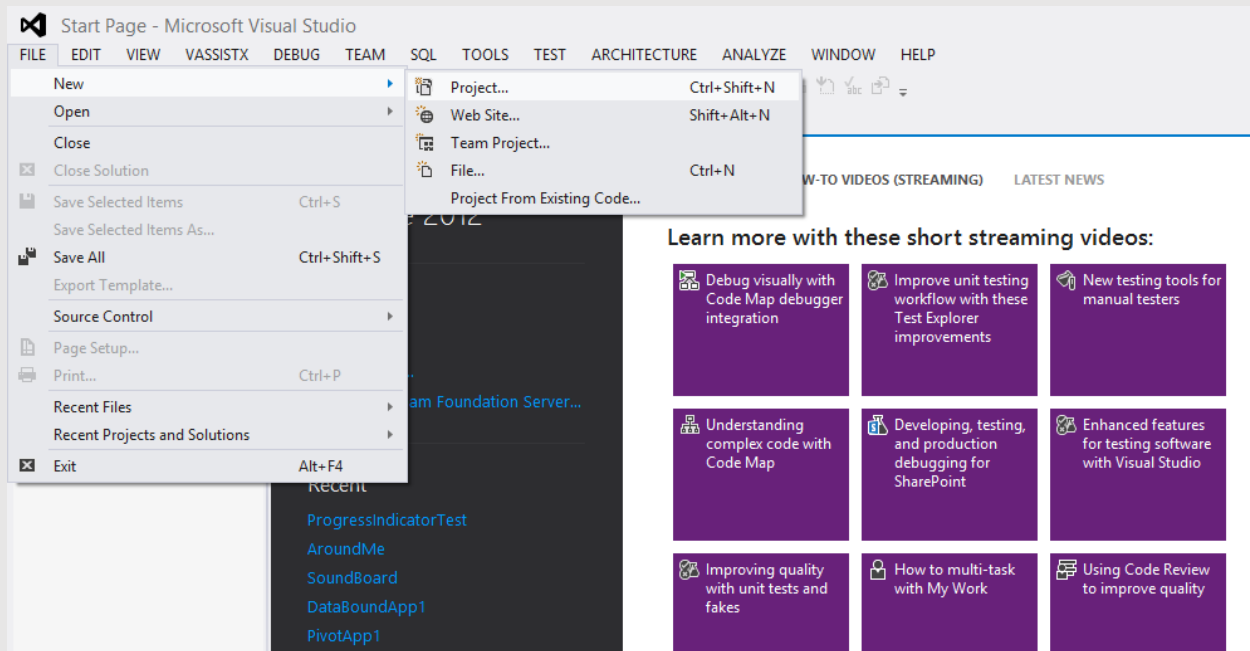 Start Page - Microsoft Visual Studio
FILE EDIT VIEW VASSISTX DEBUG TEAM SQL TOOLS TEST ARCHITECTURE ANALYZE WINDOW HELP
New
Open
Close
Close Solution
Save Selected Items Ctrl+S
Save Selected Items As...
Save All Ctrl+Shift+S
Export Template...
Source Control
Page Setup...
Print... Ctrl+P
Recent Files
Recent Projects and Solutions
Exit Alt+F4
Project... Ctrl+Shift+N
Web Site... Shift+Alt+N
Team Project...
File... Ctrl+N
Project From Existing Code...
abc
2012
am Foundation Server...
Recent
ProgressIndicatorTest
AroundMe
SoundBoard
DataBoundApp1
PivotApp1
W-TO VIDEOS (STREAMING) LATEST NEWS
Learn more with these short streaming videos:
Debug visually with
Code Map debugger
integration
Improve unit testing
workflow with these
Test Explorer
improvements
New testing tools for
manual testers
Understanding
complex code with
Code Map
Developing, testing,
and production
debugging for
SharePoint
Enhanced features
for testing software
with Visual Studio
Improving quality
with unit tests and
fakes
How to multi-task
with My Work
Using Code Review
to improve quality